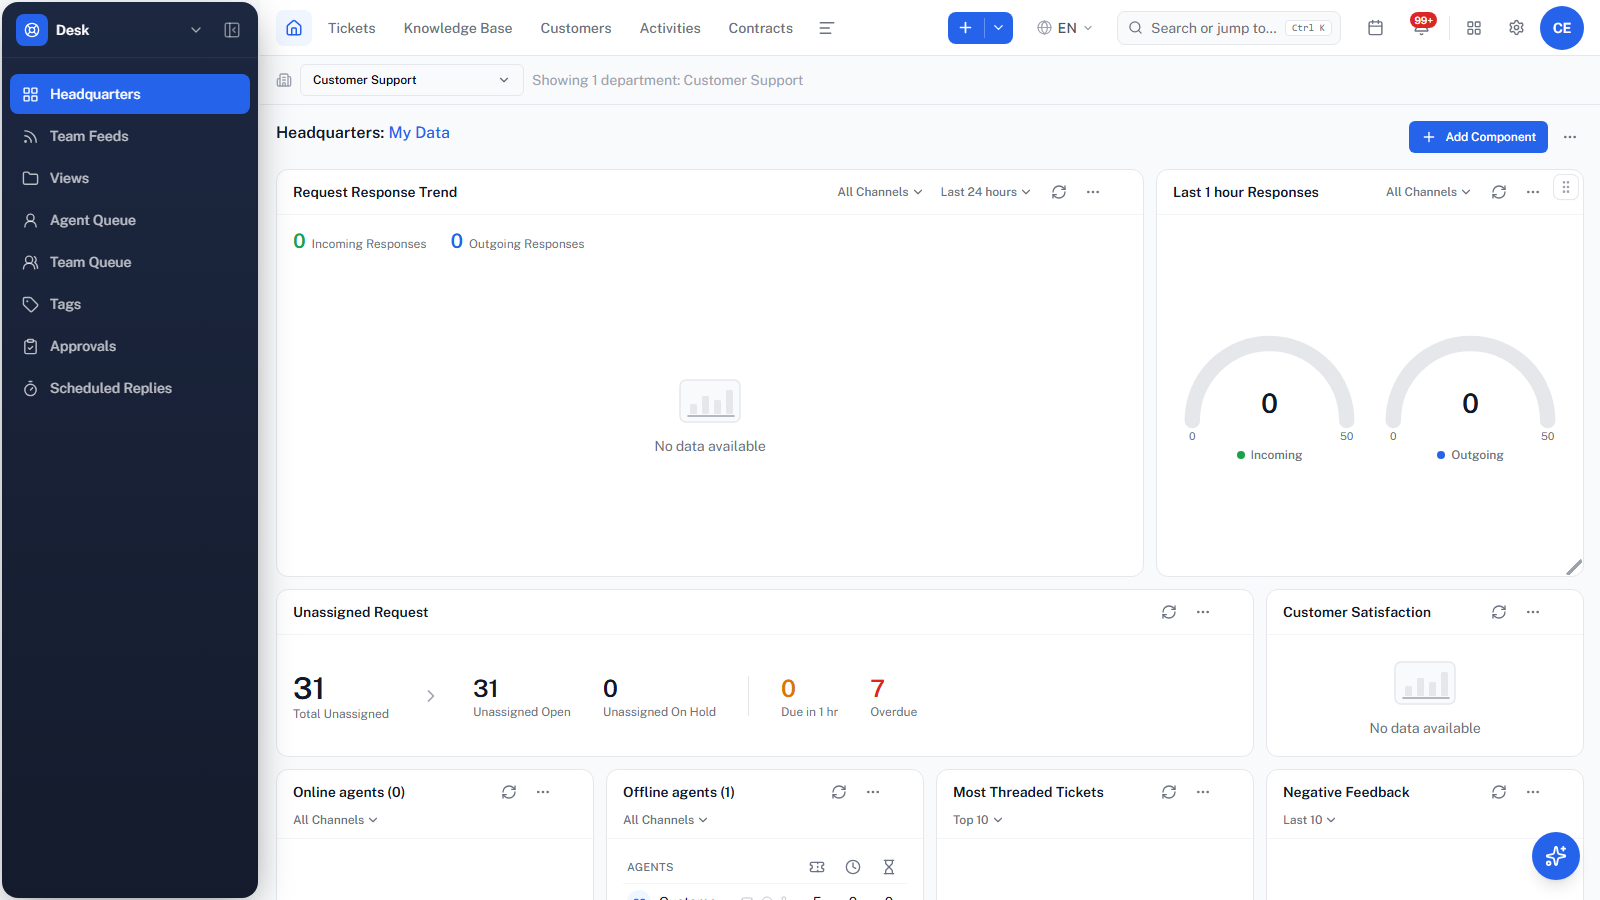 Desk
Headquarters
Team Feeds
Views
Agent Queue
Team Queue
Tags
Approvals
Scheduled Replies
Tickets Knowledge Base Customers Activities Contracts
EN
Search or jump to... Ctrl K
99+
CE
Customer Support
Showing 1 department: Customer Support
Headquarters: My Data
Add Component
Request Response Trend
All Channels Last 24 hours
0 Incoming Responses 0 Outgoing Responses
No data available
Last 1 hour Responses
All Channels
0 0
0 50 0 50
Incoming Outgoing
Unassigned Request
31 31 0 0 7
Total Unassigned Unassigned Open Unassigned On Hold Due in 1 hr Overdue
Customer Satisfaction
No data available
Online agents (0)
All Channels
Offline agents (1)
All Channels
AGENTS
Most Threaded Tickets
Top 10
Negative Feedback
Last 10